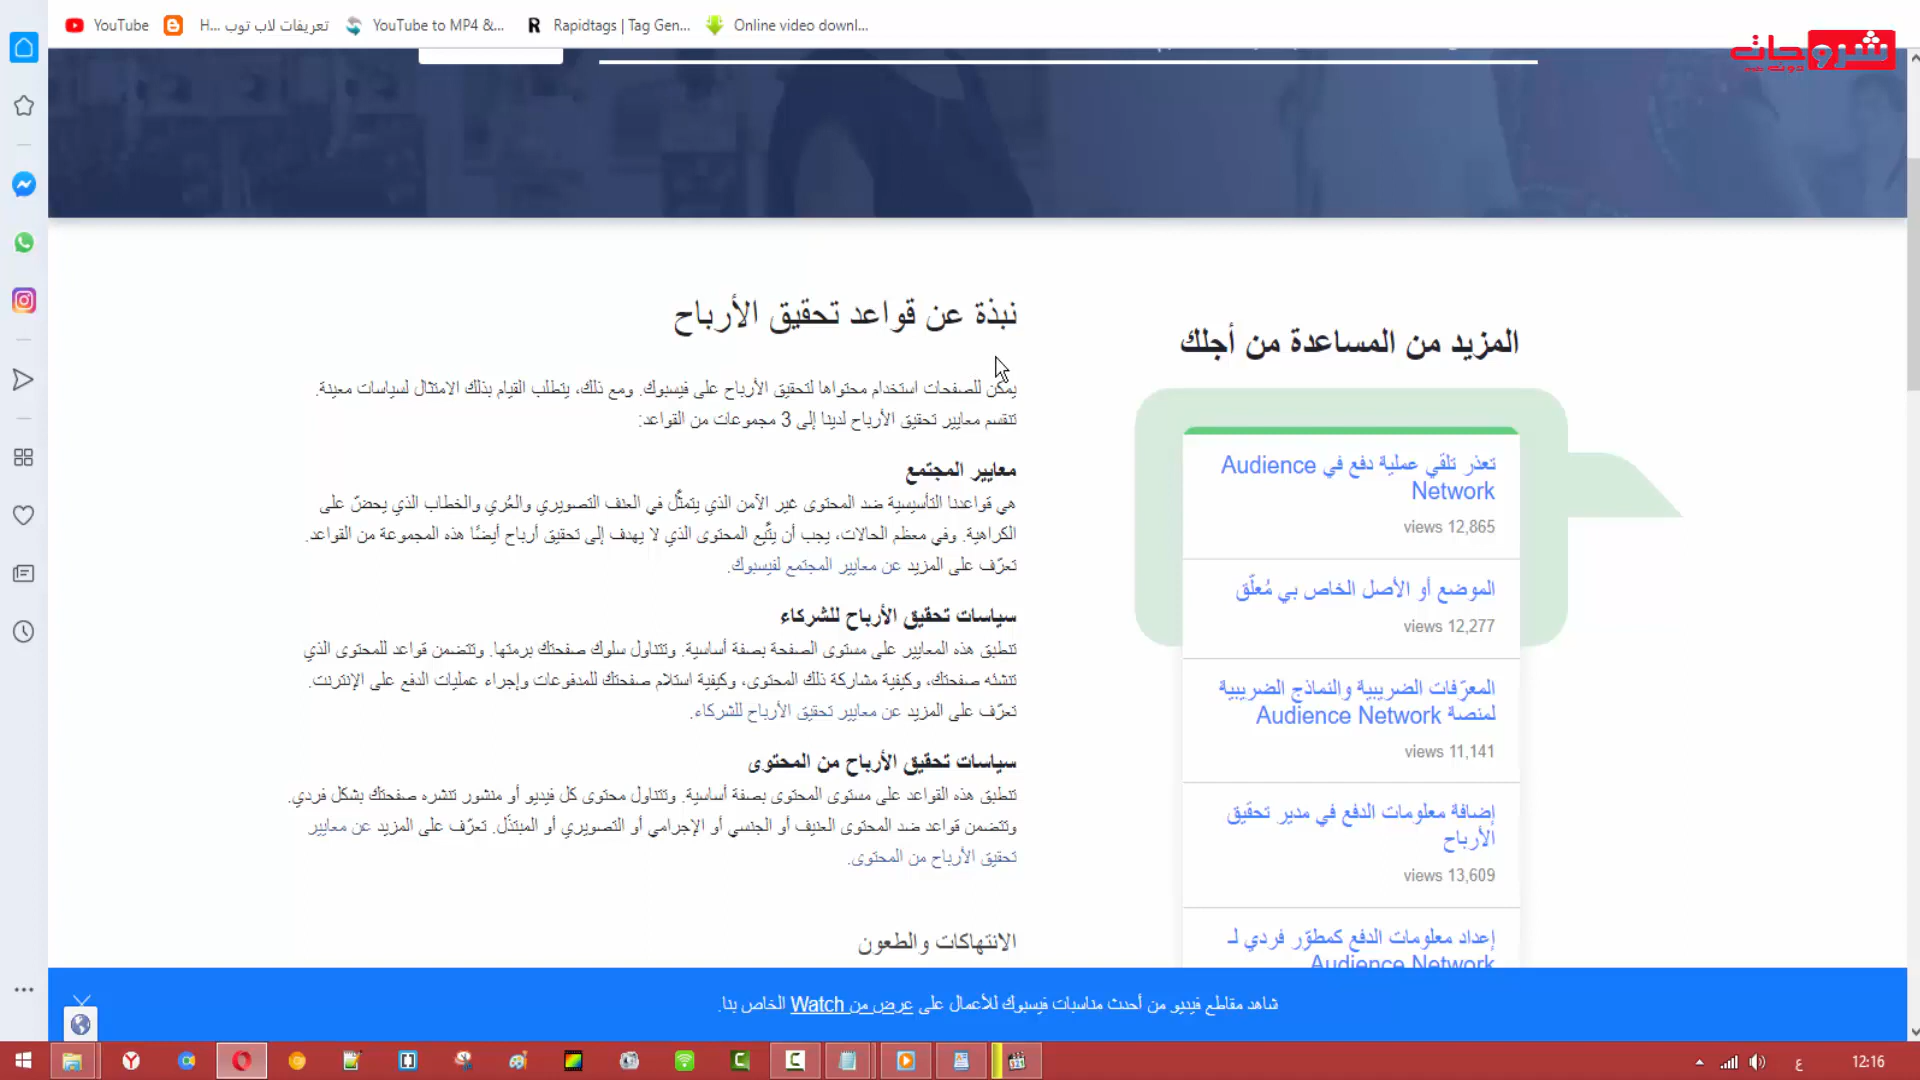 YouTube
H... تعريفات لاب توب
YouTube to MP4 &...
Rapidtags | Tag Gen...
Online video downl...
شروحات
نبذة عن قواعد تحقيق الأرباح
يمكن للصفحات استخدام محتواها لتحقيق الأرباح على فيسبوك. ومع ذلك، يتطلب القيام بذلك الامتثال لسياسات معينة.
تنقسم معايير تحقيق الأرباح لدينا إلى 3 مجموعات من القواعد:
معايير المجتمع
هي قواعدنا التأسيسية ضد المحتوى غير الآمن الذي يتمثَّل في العنف التصويري والعُري والخطاب الذي يحضّ على
الكراهية. وفي معظم الحالات، يجب أن يتَّبع المحتوى الذي لا يهدف إلى تحقيق أرباح أيضًا هذه المجموعة من القواعد.
تعرّف على المزيد عن معايير المجتمع لفيسبوك.
سياسات تحقيق الأرباح للشركاء
تنطبق هذه المعايير على مستوى الصفحة بصفة أساسية. وتتناول سلوك صفحتك برمتها. وتتضمن قواعد للمحتوى الذي
تنشئه صفحتك، وكيفية مشاركة ذلك المحتوى، وكيفية استلام صفحتك للمدفوعات وإجراء عمليات الدفع على الإنترنت.
تعرّف على المزيد عن معايير تحقيق الأرباح للشركاء.
سياسات تحقيق الأرباح من المحتوى
تنطبق هذه القواعد على مستوى المحتوى بصفة أساسية. وتتناول محتوى كل فيديو أو منشور تنشره صفحتك بشكل فردي.
وتتضمن قواعد ضد المحتوى العنيف أو الجنسي أو الإجرامي أو التصويري أو المبتذّل. تعرّف على المزيد عن معايير
تحقيق الأرباح من المحتوى.
الانتهاكات والطعون
المزيد من المساعدة من أجلك
تعذر تلقّي عملية دفع في Audience
Network
views 12,865
الموضع أو الأصل الخاص بي مُعلّق
views 12,277
المعرّفات الضريبية والنماذج الضريبية
لمنصة Audience Network
views 11,141
إضافة معلومات الدفع في مدير تحقيق
الأرباح
views 13,609
إعداد معلومات الدفع كمطوّر فردي لـ
Audience Network
شاهد مقاطع فيديو من أحدث مناسبات فيسبوك للأعمال على عرض من Watch الخاص بنا.
ع
12:16